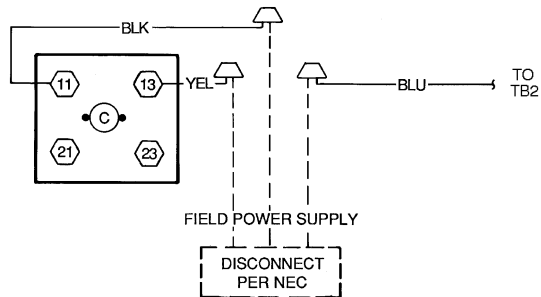 BLK
11
13
YEL
BLU
TO
TB2
C
21
23
FIELD POWER SUPPLY
DISCONNECT
PER NEC